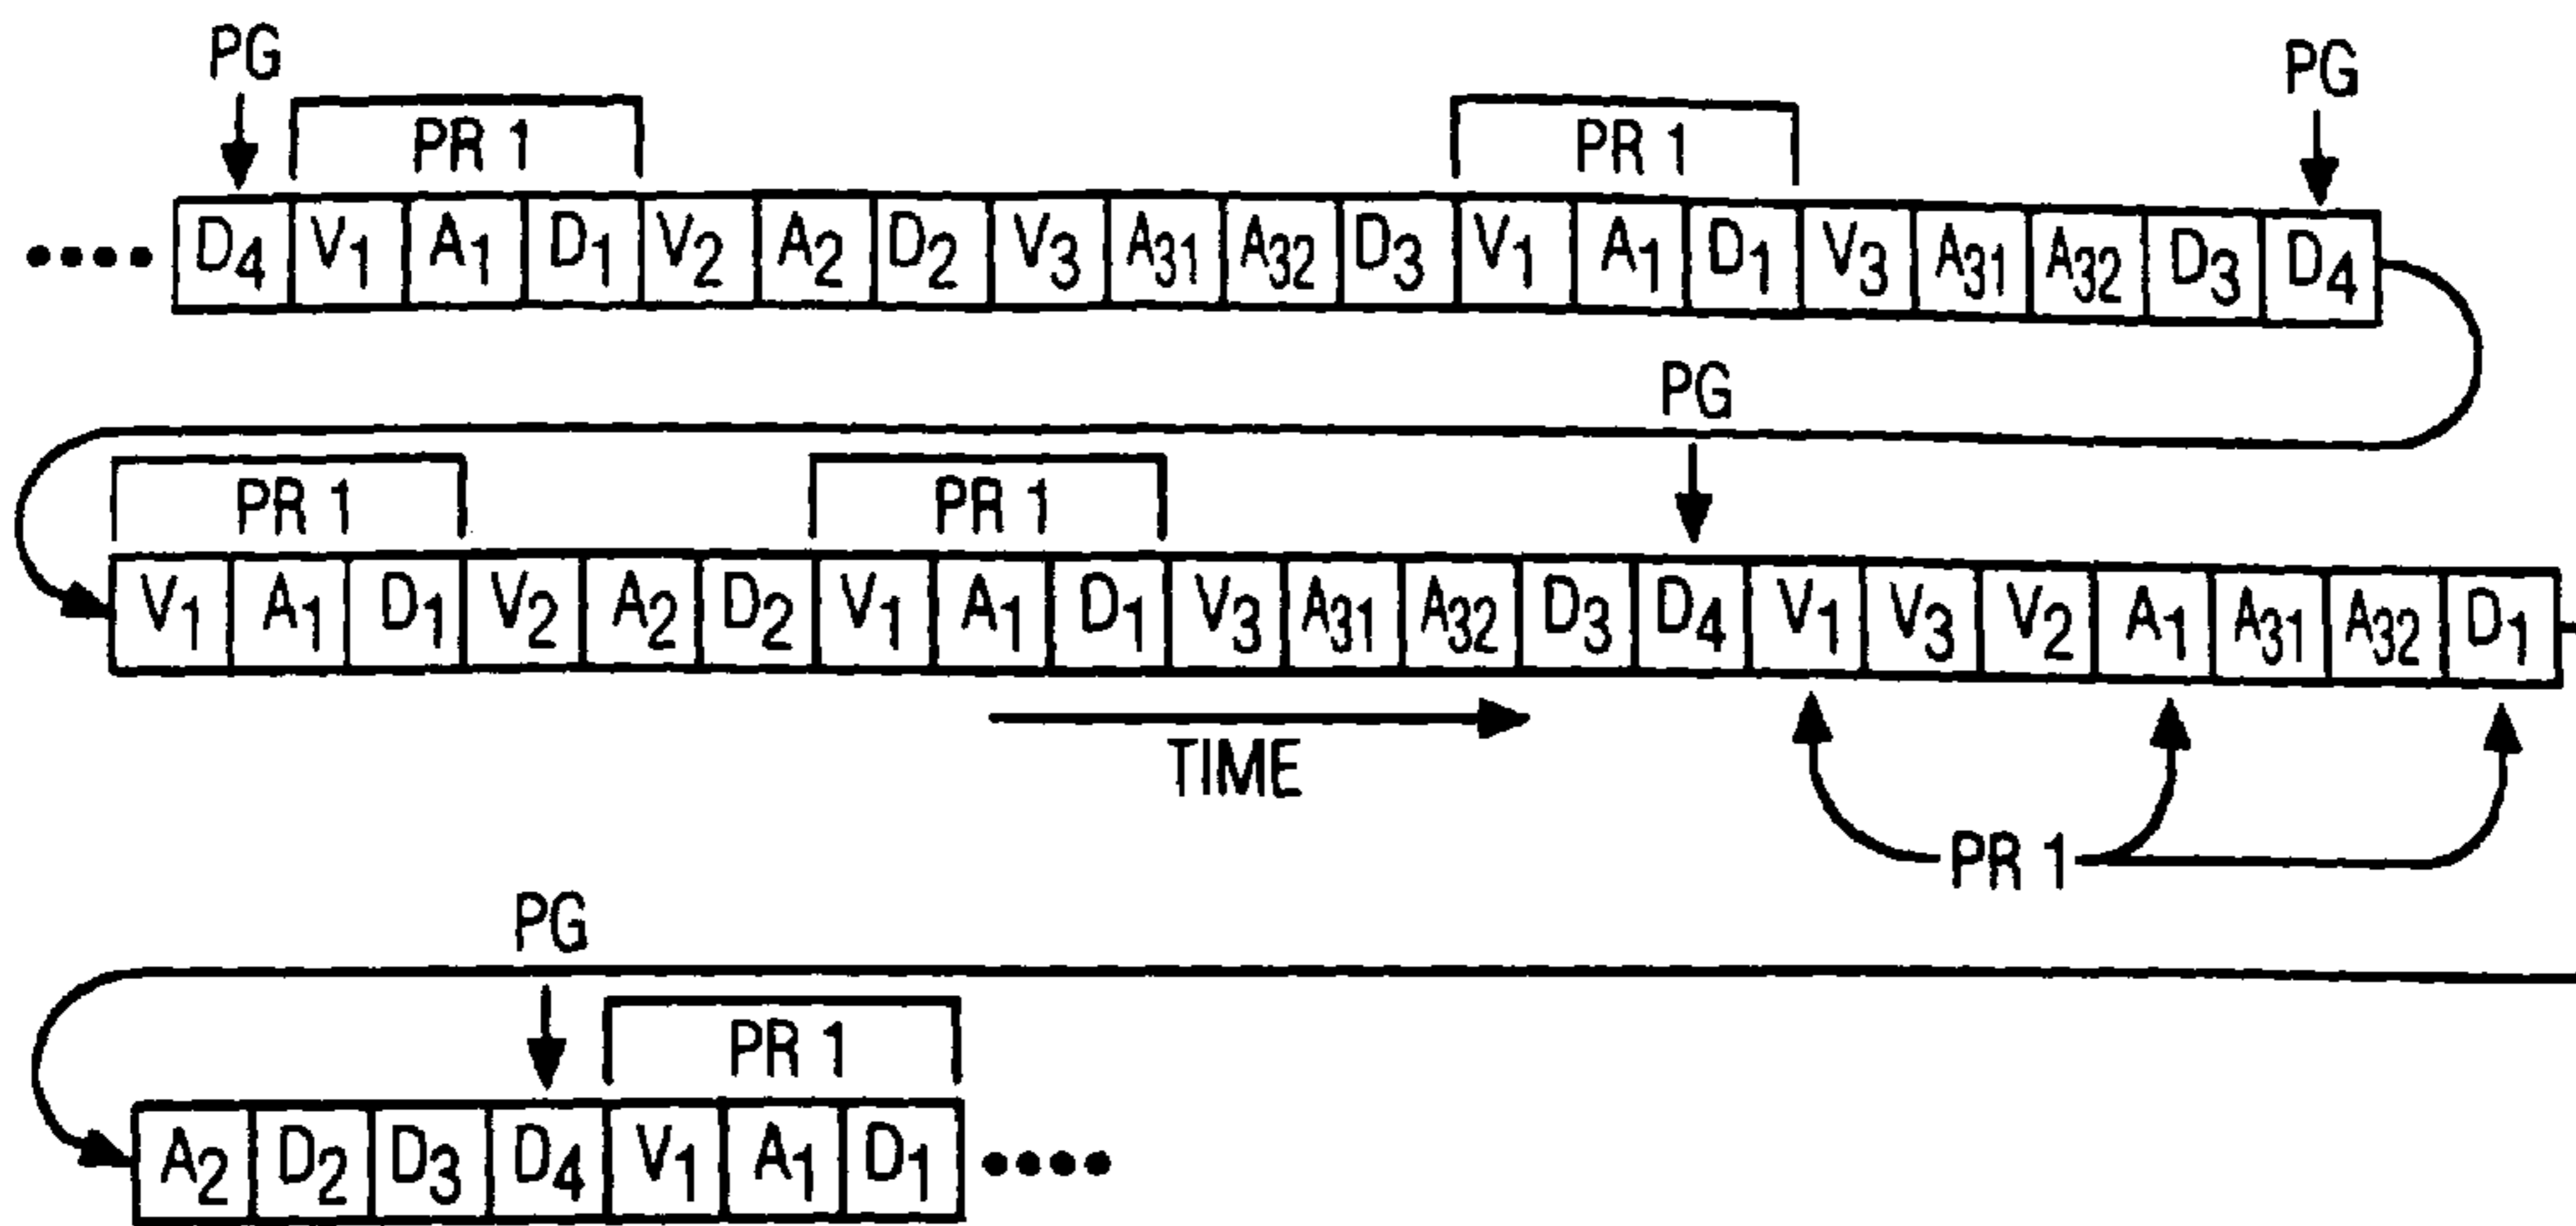 PG
PG
PR 1
PR 1
•••• D4 V1 A1 D1 V2 A2 D2 V3 A31 A32 D3 V1 A1 D1 V3 A31 A32 D3 D4
PG
PR 1
PR 1
V1 A1 D1 V2 A2 D2 V1 A1 D1 V3 A31 A32 D3 D4 V1 V3 V2 A1 A31 A32 D1
TIME
PR 1
PG
PR 1
A2 D2 D3 D4 V1 A1 D1 ••••